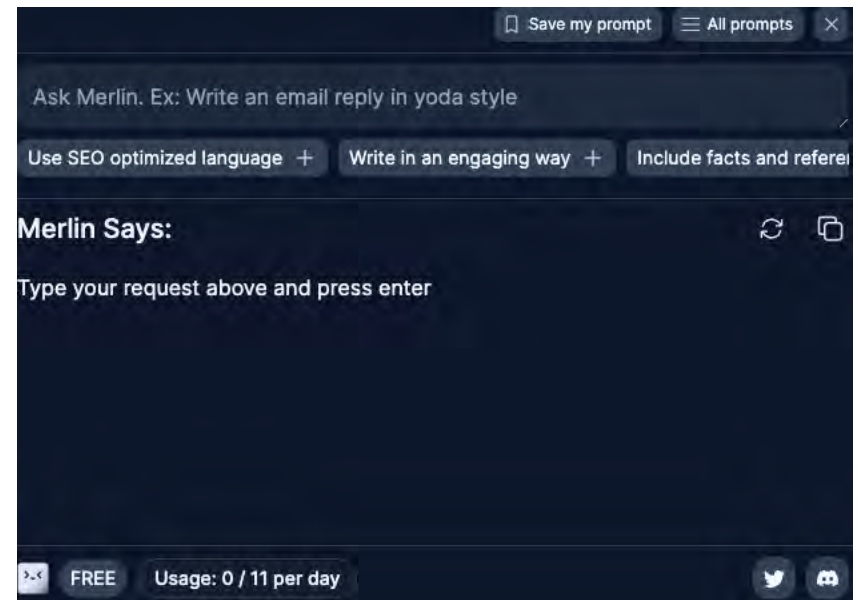 Save my prompt All prompts
Ask Merlin. Ex: Write an email reply in yoda style
Use SEO optimized language + Write in an engaging way + Include facts and
Merlin Says:
Type your request above and press enter
FREE Usage: 0 / 11 per day